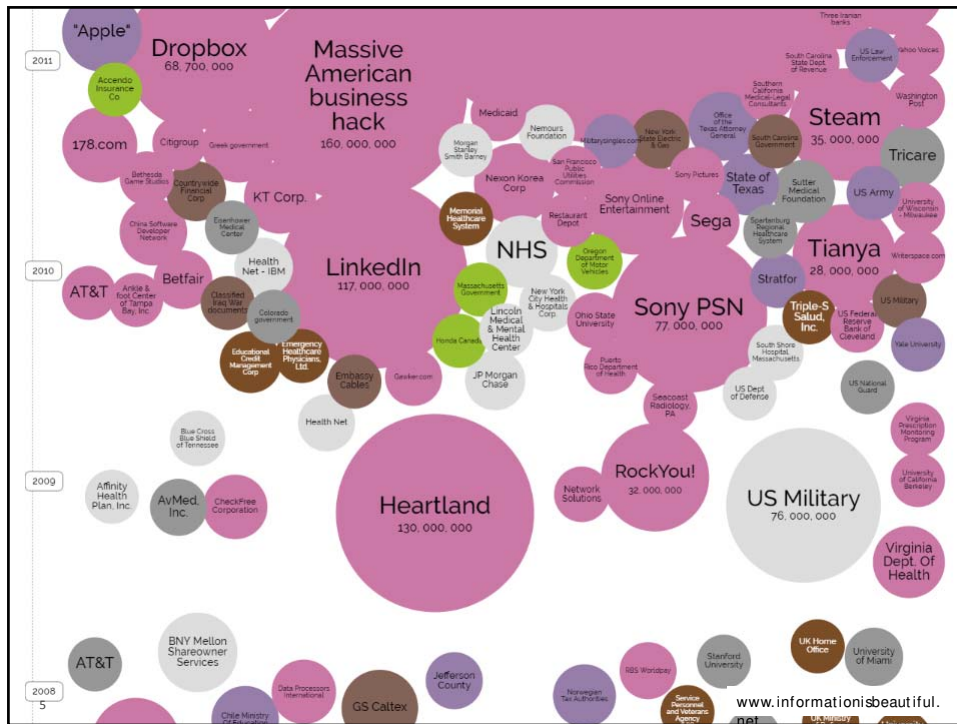 Three Iranian
banks
"Apple"
Dropbox
68, 700, 000
Massive
American
business
hack
160, 000, 000
2011
South Carolina
State Dept
of Revenue
US Law
Enforcement
Yahoo Voices
Accendo
Insurance
Co
Southern
California
Medical-Legal
Consultants
Washington
Post
Steam
35, 000, 000
Medicaid
Office
of the
Texas Attorney
General
178.com
Citigroup
Greek government
Morgan
Stanley
Smith Barney
Nemours
Foundation
Militarysingles.com
New York
State Electric
& Gas
South Carolina
Government
Tricare
Bethesda
Game Studios
Countrywide
Financial
Corp
KT Corp.
Nexon Korea
Corp
San Francisco
Public
Utilities
Commission
Sony Pictures
State of
Texas
Sutter
Medical
Foundation
US Army
University
of Wisconsin
- Milwaukee
China Software
Developer
Network
Eisenhower
Medical
Center
Memorial
Healthcare
System
Restaurant
Depot
Sony Online
Entertainment
Sega
Spartanburg
Regional
Healthcare
System
Tianya
28, 000, 000
Writerspace.com
Health
Net - IBM
LinkedIn
117, 000, 000
NHS
Oregon
Department
of Motor
Vehicles
2010
AT&T
Ankle &
foot Center
of Tampa
Bay, Inc.
Betfair
Classified
Iraq War
documents
Colorado
government
Massachusetts
Government
New York
City Health
& Hospitals
Corp.
Sony PSN
77, 000, 000
Stratfor
Triple-S
Salud,
Inc.
US Military
US Federal
Reserve
Bank of
Cleveland
Lincoln
Medical
& Mental
Health
Center
Ohio State
University
Honda Canada
Yale University
Educational
Credit
Management
Corp
Emergency
Healthcare
Physicians,
Ltd.
Embassy
Cables
Gawker.com
JP Morgan
Chase
Puerto
Rico Department
of Health
South Shore
Hospital,
Massachusetts
US Dept
of Defense
US National
Guard
Health Net
Seacoast
Radiology,
PA
Blue Cross
Blue Shield
of Tennessee
Virginia
Prescription
Monitoring
Program
2009
Affinity
Health
Plan, Inc.
AvMed,
Inc.
CheckFree
Corporation
Heartland
130, 000, 000
Network
Solutions
RockYou!
32, 000, 000
US Military
76, 000, 000
University
of California
Berkeley
Virginia
Dept. Of
Health
AT&T
BNY Mellon
Shareowner
Services
Data Processors
International
Jefferson
County
RBS Worldpay
Stanford
University
UK Home
Office
University
of Miami
2008
5
Chile Ministry
Of Education
GS Caltex
Norwegian
Tax Authorities
Service
Personnel and
Veterans
Agency
www.informationisbeautiful.
net